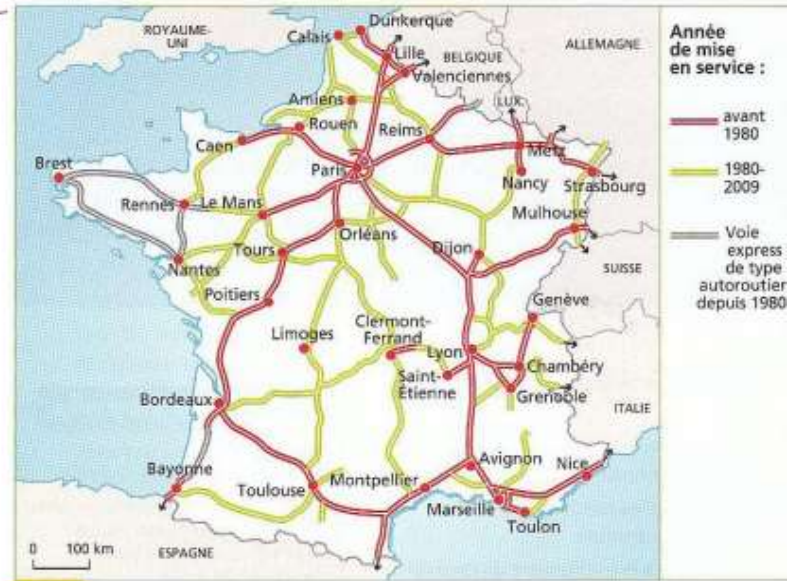 ROYAUME-
UNI
Dunkerque
Calais
Lille
BELGIQUE
ALLEMAGNE
Valenciennes
Amiens
LUX.
Rouen
Reims
Caen
Metz
Paris
Brest
Nancy
Strasbourg
Rennes
Le Mans
Mulhouse
Orléans
Tours
Dijon
Nantes
SUISSE
Poitiers
Genève
Limoges
Clermont-
Ferrand
Lyon
Chambéry
Saint-
Étienne
Grenoble
Bordeaux
ITALIE
Avignon
Nice
Bayonne
Toulouse
Montpellier
Marseille
Toulon
0 100 km
ESPAGNE
Année
de mise
en service :
avant
1980
1980-
2009
Voie
express
de type
autoroutier
depuis 1980